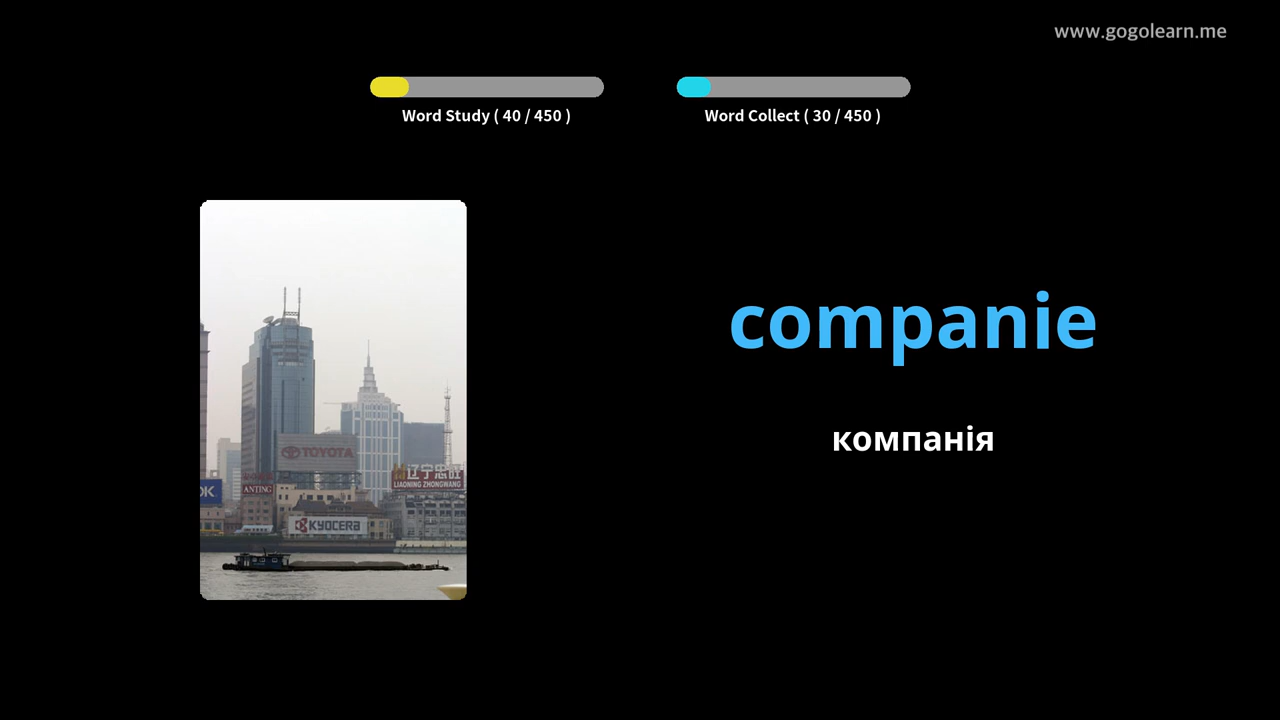 www.gogolearn.me
Word Study ( 40 / 450 )
Word Collect ( 30 / 450 )
companie
компанія
TOYOTA
辽宁忠旺
LIAONING ZHONGWANG
ANTING
KYOCERA